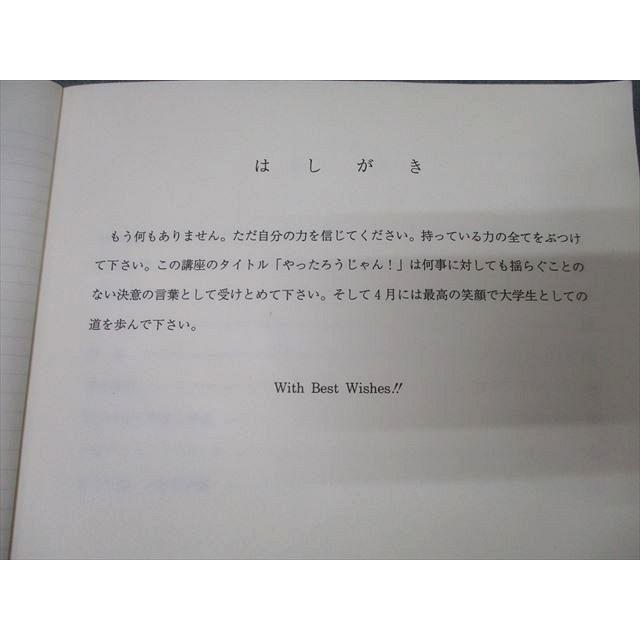 はしがき
もう何もありません。ただ自分の力を信じてください。持っている力の全てをぶつけ
て下さい。この講座のタイトル「やったろうじゃん！」は何事に対しても揺らぐことの
ない決意の言葉として受けとめて下さい。そして4月には最高の笑顔で大学生としての
道を歩んで下さい。
With Best Wishes!!